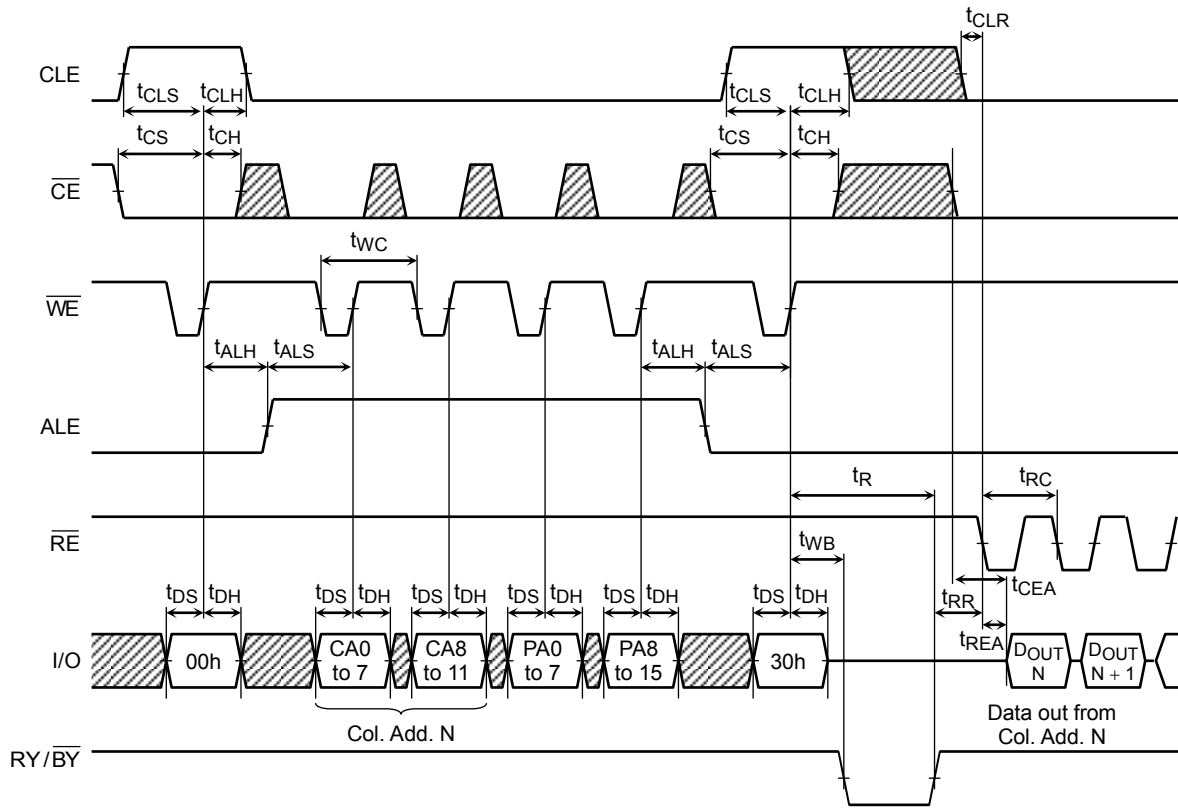 tCLR
CLE
tCLS tCLH tCLS tCLH
tCS tCH tCS tCH
CE
tWC
WE
tALH tALS tALH tALS
ALE
tR tRC
RE
tWB
tDS tDH tDS tDH tDS tDH tDS tDH tDS tDH tDS tDH tRR tCEA
tREA
I/O 00h CA0 to 7 CA8 to 11 PA0 to 7 PA8 to 15 30h DOUT N DOUT N + 1
Col. Add. N
Data out from
Col. Add. N
RY/BY